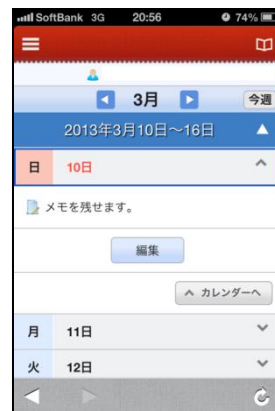 SoftBank 3G 20:56 74%
3月 今週
2013年3月10日～16日
日 10日
メモを残せます。
編集
カレンダーへ
月 11日
火 12日